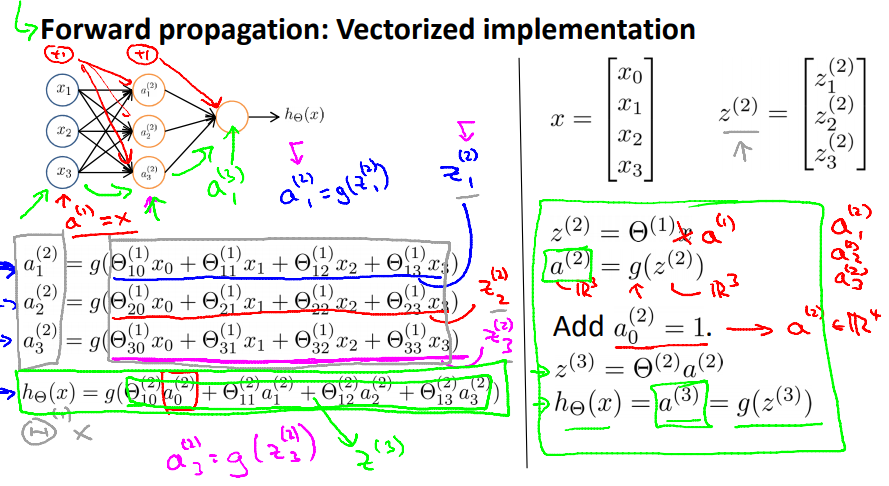 Forward propagation: Vectorized implementation
+1 +1
x₁ a₁⁽²⁾
x₂ a₂⁽²⁾ h_Θ(x)
x₃ a₃⁽²⁾
a₁⁽³⁾
a⁽¹⁾ = x
a₁⁽²⁾ = g(z₁⁽²⁾)
z₁⁽²⁾
a₁⁽²⁾ = g(Θ₁₀⁽¹⁾x₀ + Θ₁₁⁽¹⁾x₁ + Θ₁₂⁽¹⁾x₂ + Θ₁₃⁽¹⁾x₃)
a₂⁽²⁾ = g(Θ₂₀⁽¹⁾x₀ + Θ₂₁⁽¹⁾x₁ + Θ₂₂⁽¹⁾x₂ + Θ₂₃⁽¹⁾x₃)
z₂⁽²⁾
a₃⁽²⁾ = g(Θ₃₀⁽¹⁾x₀ + Θ₃₁⁽¹⁾x₁ + Θ₃₂⁽¹⁾x₂ + Θ₃₃⁽¹⁾x₃)
z₃⁽²⁾
h_Θ(x) = g(Θ₁₀⁽²⁾a₀⁽²⁾ + Θ₁₁⁽²⁾a₁⁽²⁾ + Θ₁₂⁽²⁾a₂⁽²⁾ + Θ₁₃⁽²⁾a₃⁽²⁾)
Θ⁽¹⁾ x
a₃⁽²⁾ = g(z₃⁽²⁾)
z⁽³⁾
x = [x₀ x₁ x₂ x₃] z⁽²⁾ = [z₁⁽²⁾ z₂⁽²⁾ z₃⁽²⁾]
z⁽²⁾ = Θ⁽¹⁾x a⁽¹⁾
a⁽²⁾ = g(z⁽²⁾)
ℝ³ ℝ³
a₁⁽²⁾
a₂⁽²⁾
a₃⁽²⁾
Add a₀⁽²⁾ = 1. → a⁽²⁾ ∈ ℝ⁴
z⁽³⁾ = Θ⁽²⁾a⁽²⁾
h_Θ(x) = a⁽³⁾ = g(z⁽³⁾)